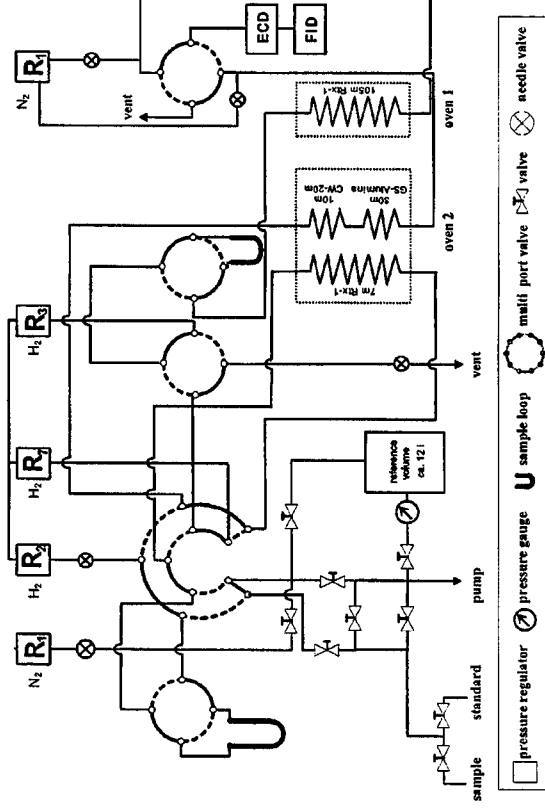 N₂
R₁
H₂
R₂
H₂
R₇
H₂
R₃
N₂
R₁
vent
ECD
FID
105m Rtx-1
oven 1
GS-Alumina CW-20m
30m 10m
7m Rtx-1
oven 2
reference
volume
ca. 12 l
sample
standard
pump
vent
pressure regulator pressure gauge sample loop multi port valve valve needle valve